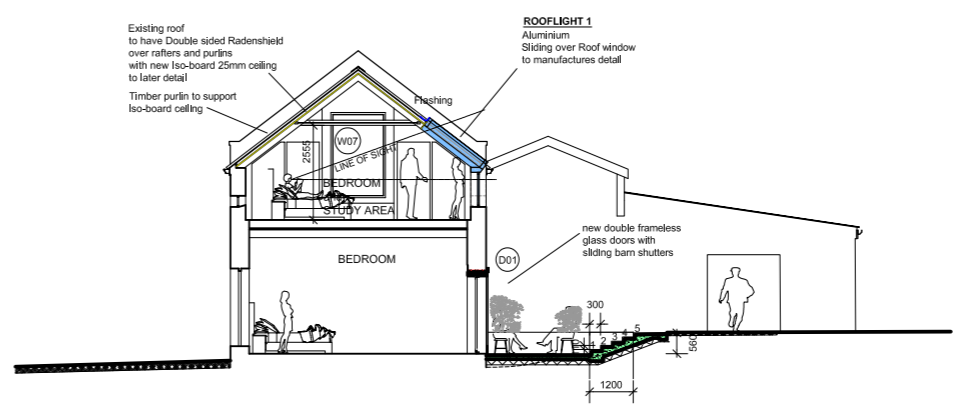 Existing roof
to have Double sided Radenshield
over rafters and purlins
with new Iso-board 25mm ceiling
to later detail
Timber purlin to support
Iso-board ceiling
ROOFLIGHT 1
Aluminium
Sliding over Roof window
to manufactures detail
Flashing
W07
2555
LINE OF SIGHT
BEDROOM
STUDY AREA
BEDROOM
D01
new double frameless
glass doors with
sliding barn shutters
300
1 2 3 4 5
560
1200